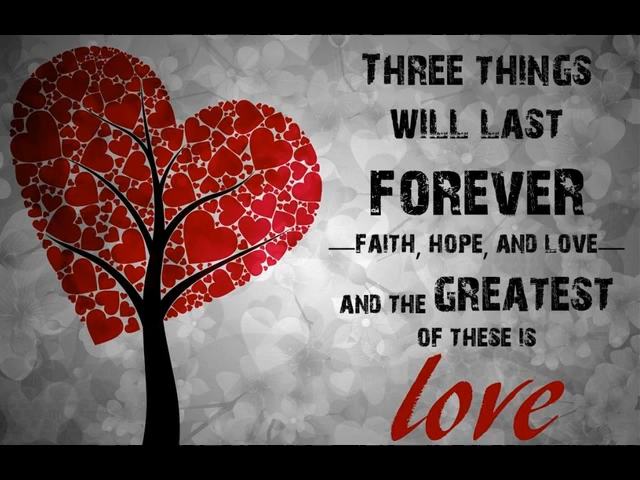 THREE THINGS
WILL LAST
FOREVER
—FAITH, HOPE, AND LOVE—
AND THE GREATEST
OF THESE IS
love